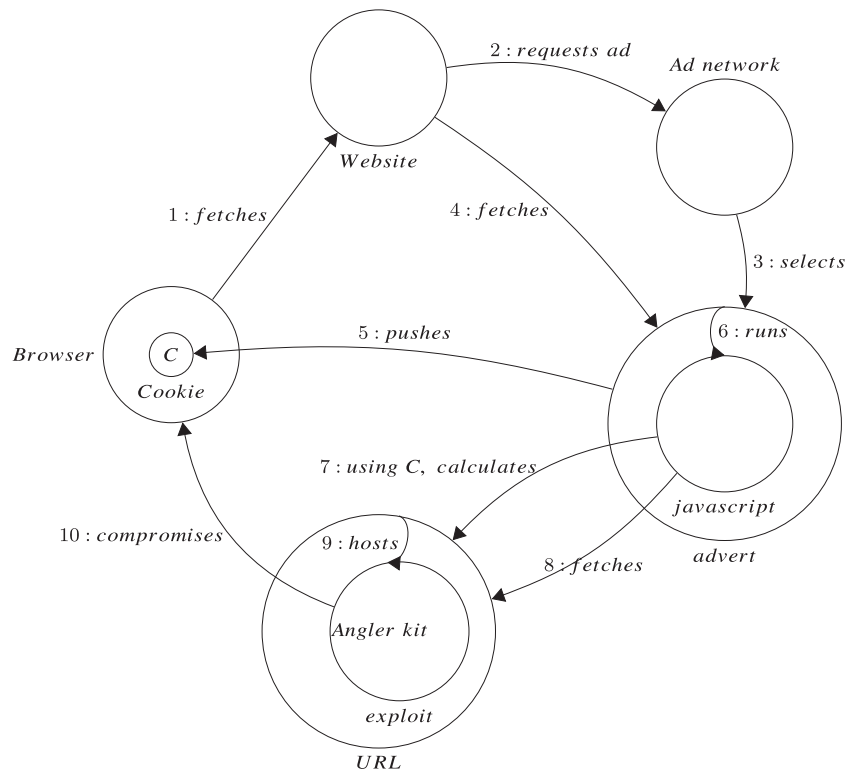 2 : requests ad
Ad network
Website
1 : fetches
4 : fetches
3 : selects
6 : runs
5 : pushes
Browser
C
Cookie
7 : using C, calculates
javascript
10 : compromises
9 : hosts
advert
8 : fetches
Angler kit
exploit
URL